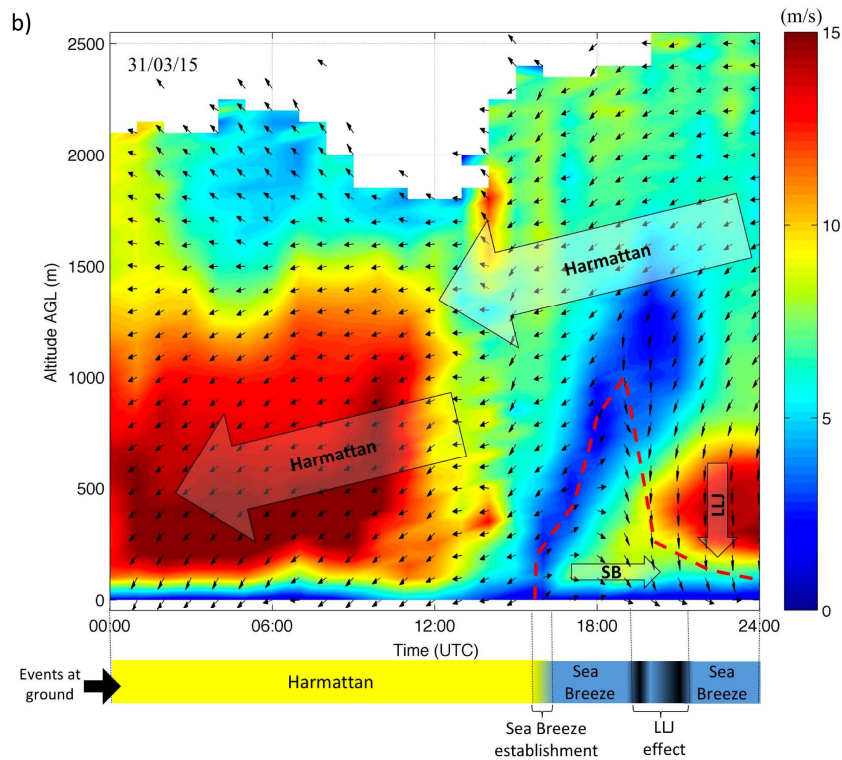 b)
(m/s)
31/03/15
2500
2000
1500
1000
500
0
Altitude AGL (m)
Harmattan
Harmattan
LLJ
SB
15
10
5
0
00:00 06:00 12:00 18:00 24:00
Time (UTC)
Events at
ground
Harmattan
Sea
Breeze
Sea
Breeze
Sea Breeze
establishment
LLJ
effect